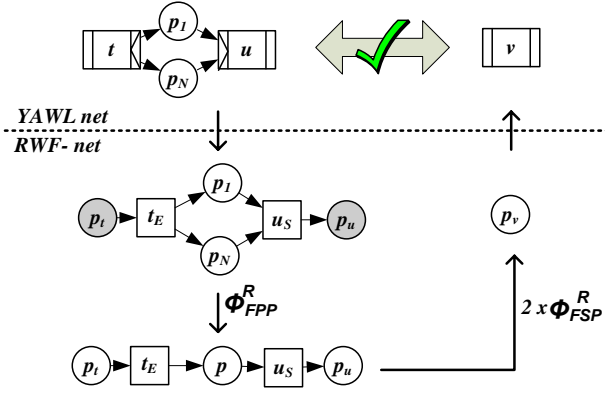 t
p1
pN
u
v
YAWL net
RWF- net
pt
tE
p1
pN
uS
pu
pv
ΦRFPP
2 x ΦRFSP
pt
tE
p
uS
pu